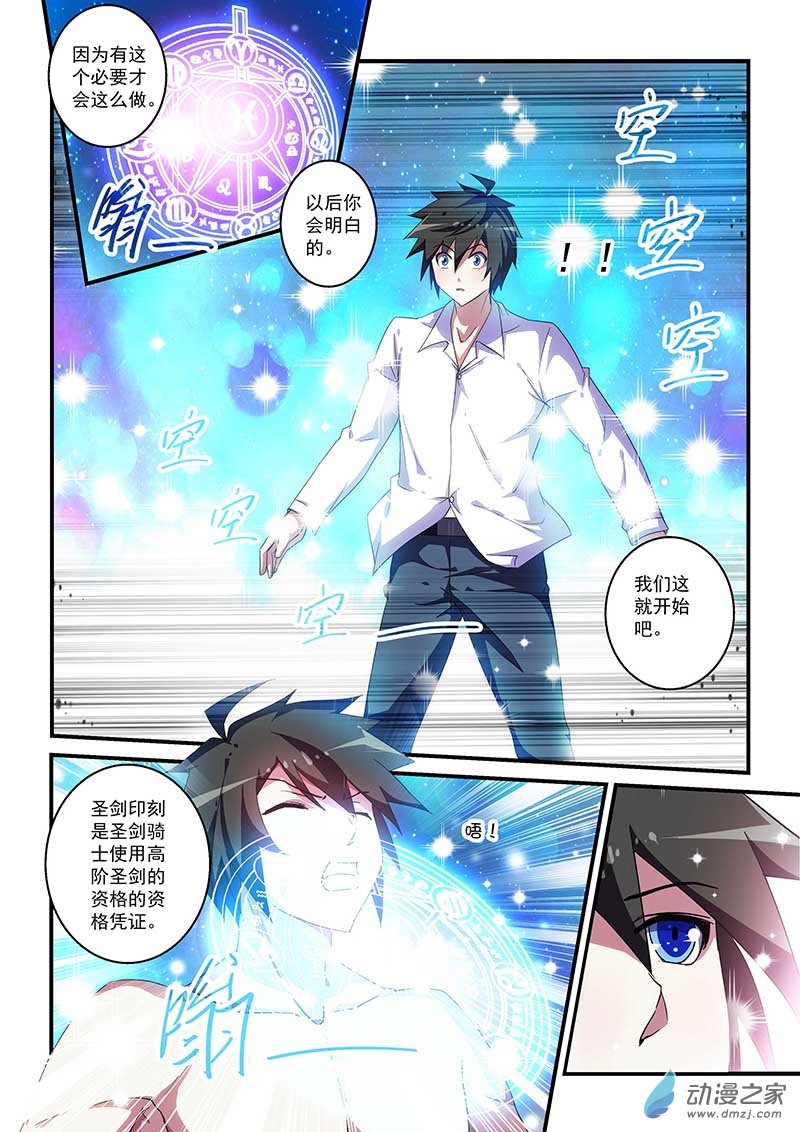 因为有这
个必要才
会这么做。
嗡—
以后你
会明白
的。
！！
空
空
空
空
空
空——
我们这
就开始
吧。
圣剑印刻
是圣剑骑
士使用高
阶圣剑的
资格的资
格凭证。
唔！
嗡——
动漫之家
www.dmzj.com